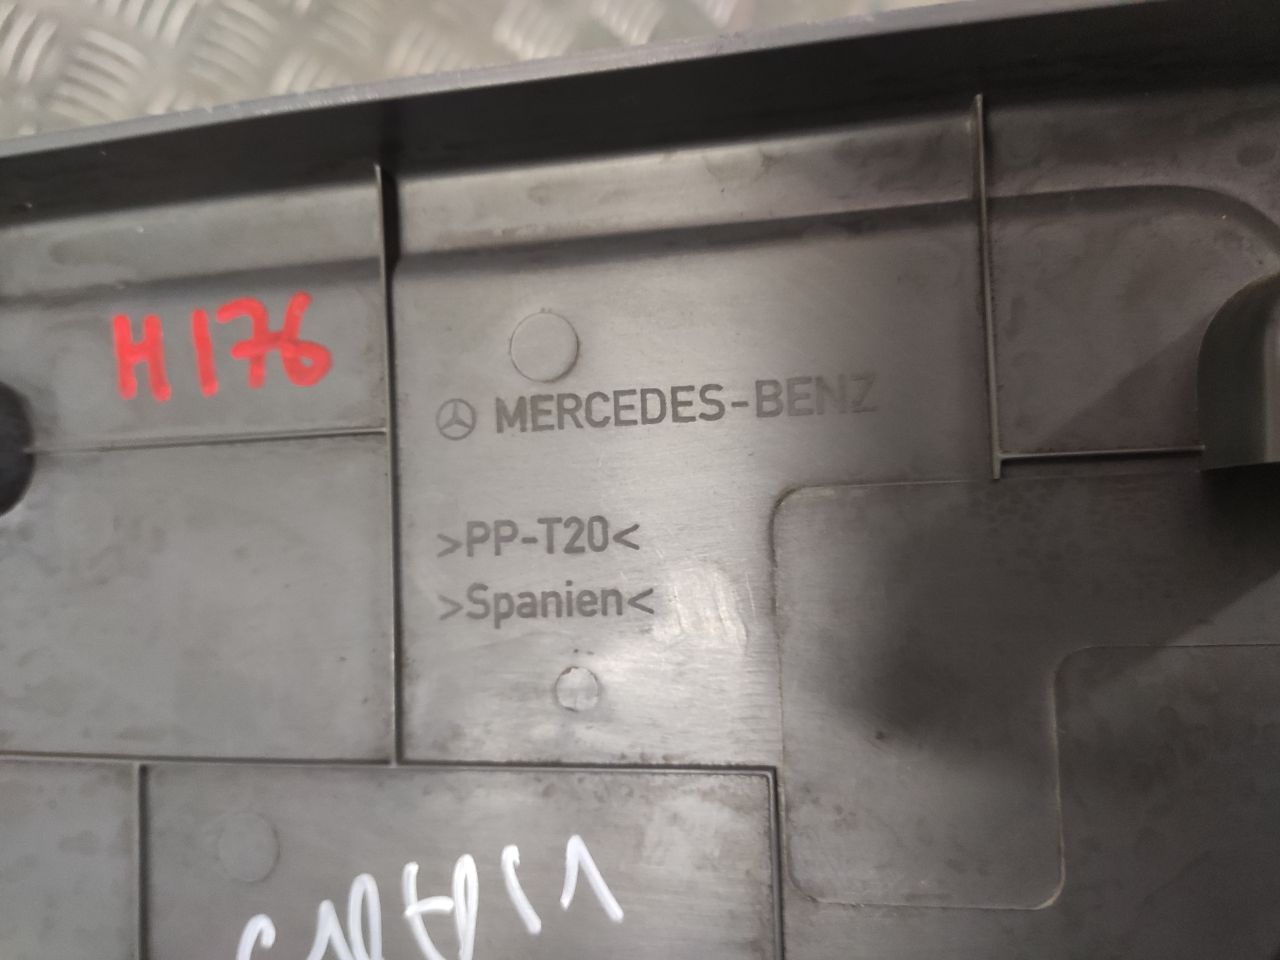 H176
MERCEDES-BENZ
>PP-T20<
>Spanien<